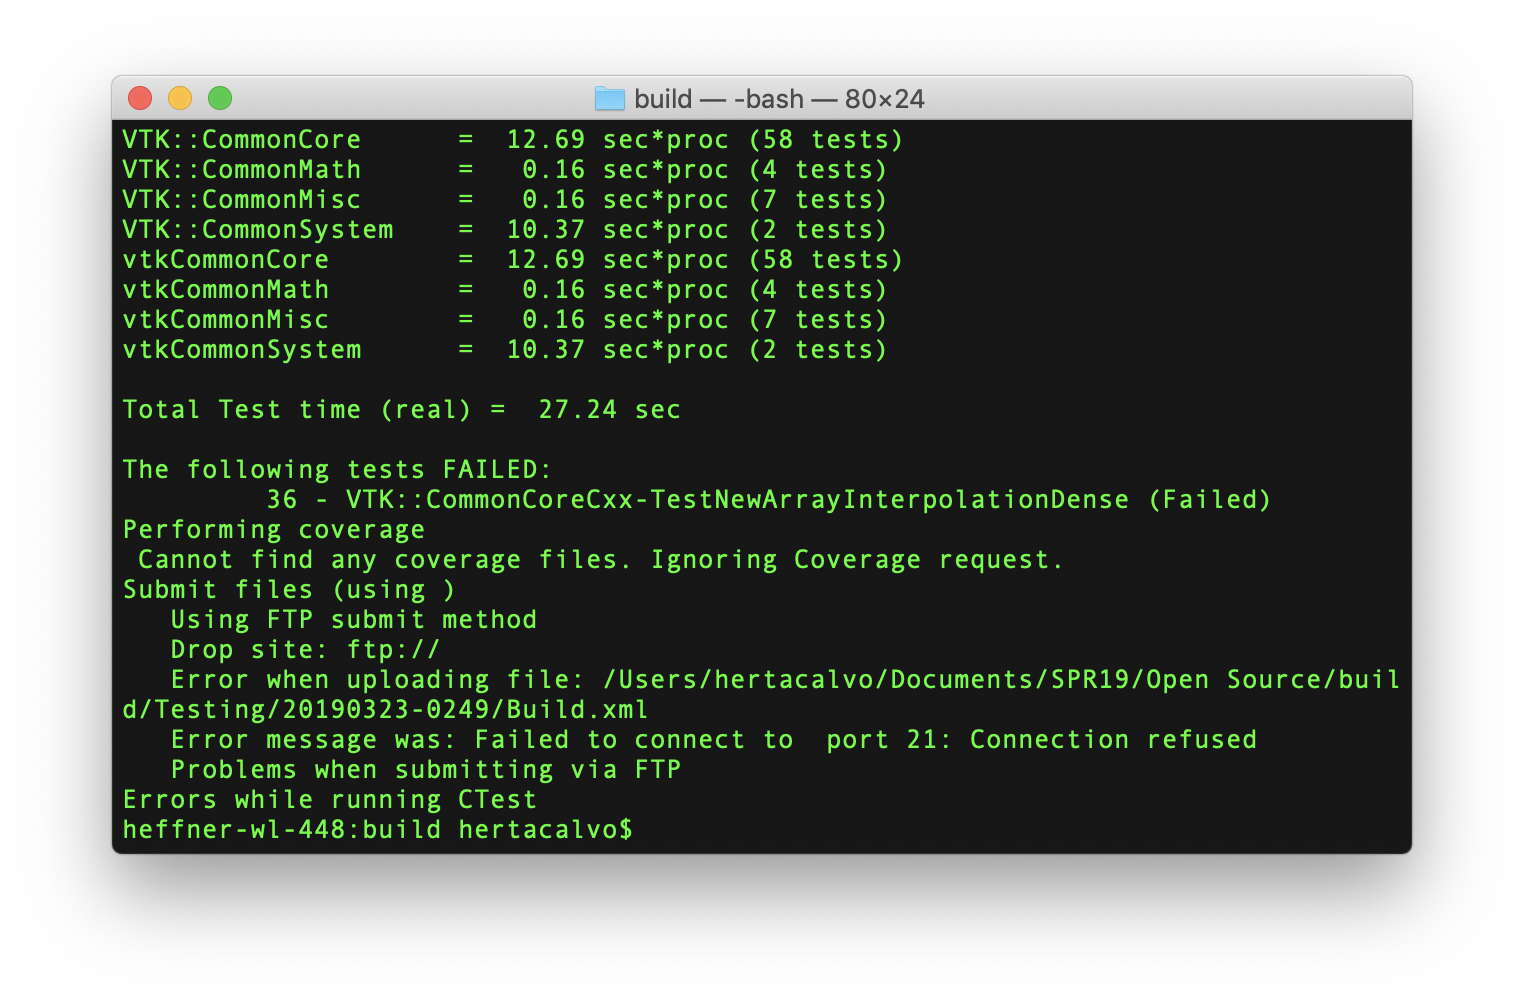 build — -bash — 80×24
VTK::CommonCore      =  12.69 sec*proc (58 tests)
VTK::CommonMath      =   0.16 sec*proc (4 tests)
VTK::CommonMisc      =   0.16 sec*proc (7 tests)
VTK::CommonSystem    =  10.37 sec*proc (2 tests)
vtkCommonCore        =  12.69 sec*proc (58 tests)
vtkCommonMath        =   0.16 sec*proc (4 tests)
vtkCommonMisc        =   0.16 sec*proc (7 tests)
vtkCommonSystem      =  10.37 sec*proc (2 tests)

Total Test time (real) =  27.24 sec

The following tests FAILED:
         36 - VTK::CommonCoreCxx-TestNewArrayInterpolationDense (Failed)
Performing coverage
 Cannot find any coverage files. Ignoring Coverage request.
Submit files (using )
   Using FTP submit method
   Drop site: ftp://
   Error when uploading file: /Users/hertacalvo/Documents/SPR19/Open Source/buil
d/Testing/20190323-0249/Build.xml
   Error message was: Failed to connect to  port 21: Connection refused
   Problems when submitting via FTP
Errors while running CTest
heffner-wl-448:build hertacalvo$